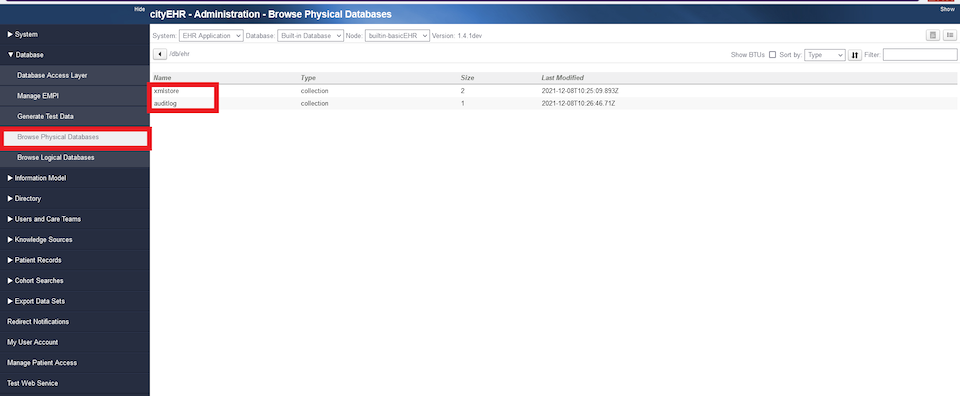 Hide
cityEHR - Administration - Browse Physical Databases
Show
System: EHR Application Database: Built-in Database Node: builtin-basicEHR Version: 1.4.1dev
/db/ehr
Show BTUs Sort by: Type Filter:
Name Type Size Last Modified
xmlstore collection 2 2021-12-08T10:25:09.893Z
auditlog collection 1 2021-12-08T10:26:46.71Z
System
Database
Database Access Layer
Manage EMPI
Generate Test Data
Browse Physical Databases
Browse Logical Databases
Information Model
Directory
Users and Care Teams
Knowledge Sources
Patient Records
Cohort Searches
Export Data Sets
Redirect Notifications
My User Account
Manage Patient Access
Test Web Service